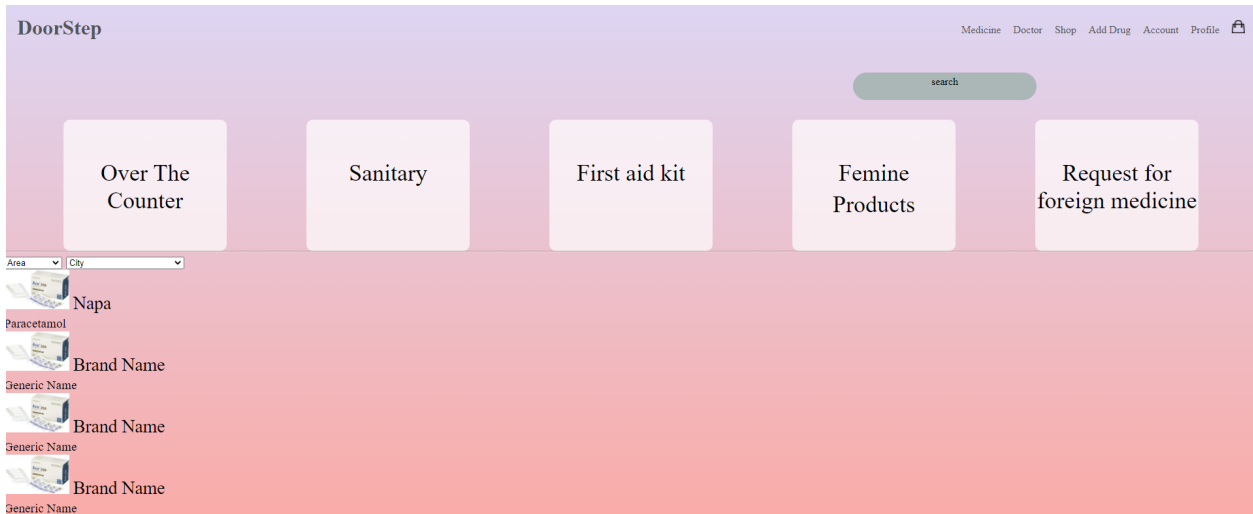 DoorStep
Medicine Doctor Shop Add Drug Account Profile
search
Over The
Counter
Sanitary
First aid kit
Femine
Products
Request for
foreign medicine
Area City
Napa
Paracetamol
Brand Name
Generic Name
Brand Name
Generic Name
Brand Name
Generic Name